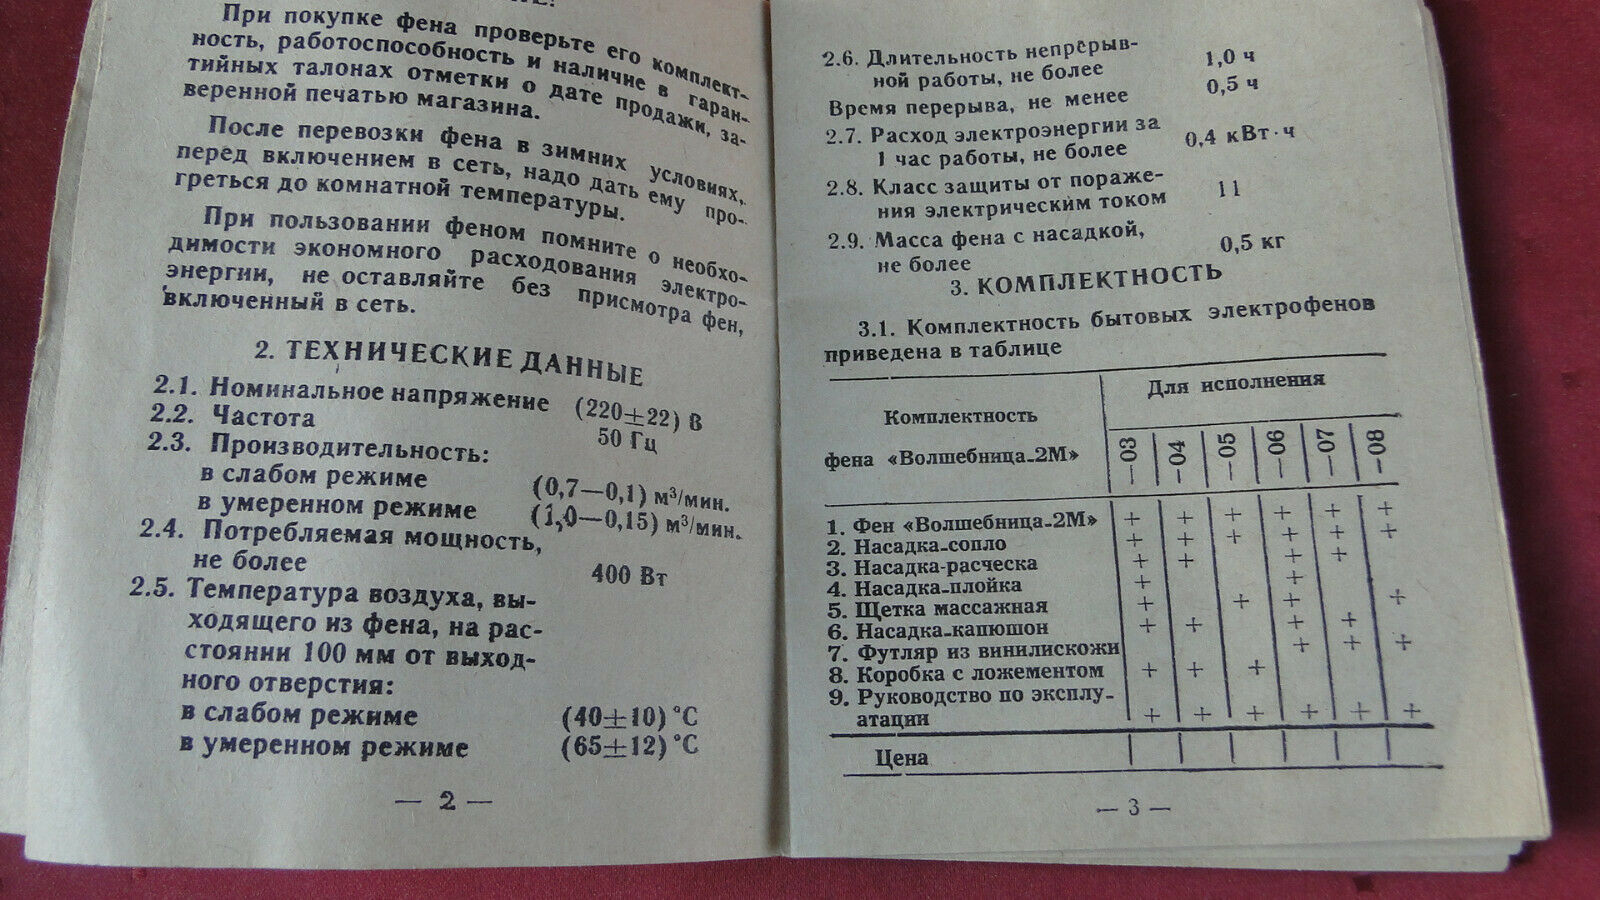 При покупке фена проверьте его комплект-
ность, работоспособность и наличие в гаран-
тийных талонах отметки о дате продажи, за-
веренной печатью магазина.
После перевозки фена в зимних условиях,
перед включением в сеть, надо дать ему про-
греться до комнатной температуры.
При пользовании феном помните о необхо-
димости экономного расходования электро-
энергии, не оставляйте без присмотра фен,
включенный в сеть.
2. ТЕХНИЧЕСКИЕ ДАННЫЕ
2.1. Номинальное напряжение (220±22) В
2.2. Частота 50 Гц
2.3. Производительность:
в слабом режиме (0,7—0,1) м³/мин.
в умеренном режиме (1,0—0,15) м³/мин.
2.4. Потребляемая мощность,
не более 400 Вт
2.5. Температура воздуха, вы-
ходящего из фена, на рас-
стоянии 100 мм от выход-
ного отверстия:
в слабом режиме (40±10) °С
в умеренном режиме (65±12) °С
— 2 —
2.6. Длительность непрерыв-
ной работы, не более 1,0 ч
Время перерыва, не менее 0,5 ч
2.7. Расход электроэнергии за
1 час работы, не более 0,4 кВт·ч
2.8. Класс защиты от пораже-
ния электрическим током 11
2.9. Масса фена с насадкой,
не более 0,5 кг
3. КОМПЛЕКТНОСТЬ
3.1. Комплектность бытовых электрофенов
приведена в таблице
Для исполнения
Комплектность
фена «Волшебница-2М» —03 —04 —05 —06 —07 —08
1. Фен «Волшебница-2М» + + + + + +
2. Насадка-сопло + + + + + +
3. Насадка-расческа + + + +
4. Насадка-плойка + +
5. Щетка массажная + + + +
6. Насадка-капюшон + + + +
7. Футляр из винилискожи + + +
8. Коробка с ложементом + + +
9. Руководство по эксплу-
атации + + + + + +
Цена
— 3 —